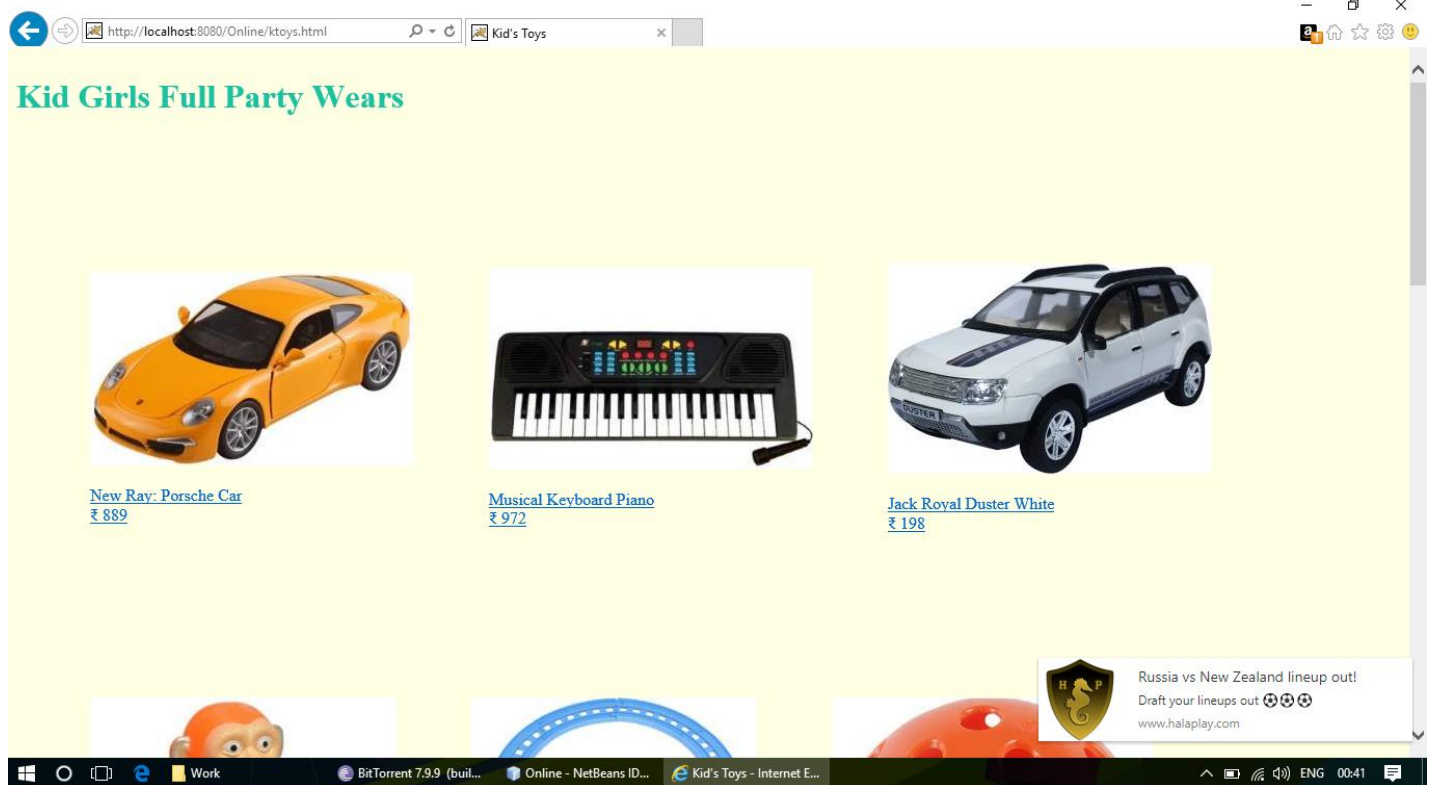 http://localhost:8080/Online/ktoys.html
Kid's Toys
Kid Girls Full Party Wears
DUSTER
New Ray: Porsche Car
₹ 889
Musical Keyboard Piano
₹ 972
Jack Royal Duster White
₹ 198
H P
Russia vs New Zealand lineup out!
Draft your lineups out ⚽⚽⚽
www.halaplay.com
Work
BitTorrent 7.9.9 (buil...
Online - NetBeans ID...
Kid's Toys - Internet E...
ENG
00:41